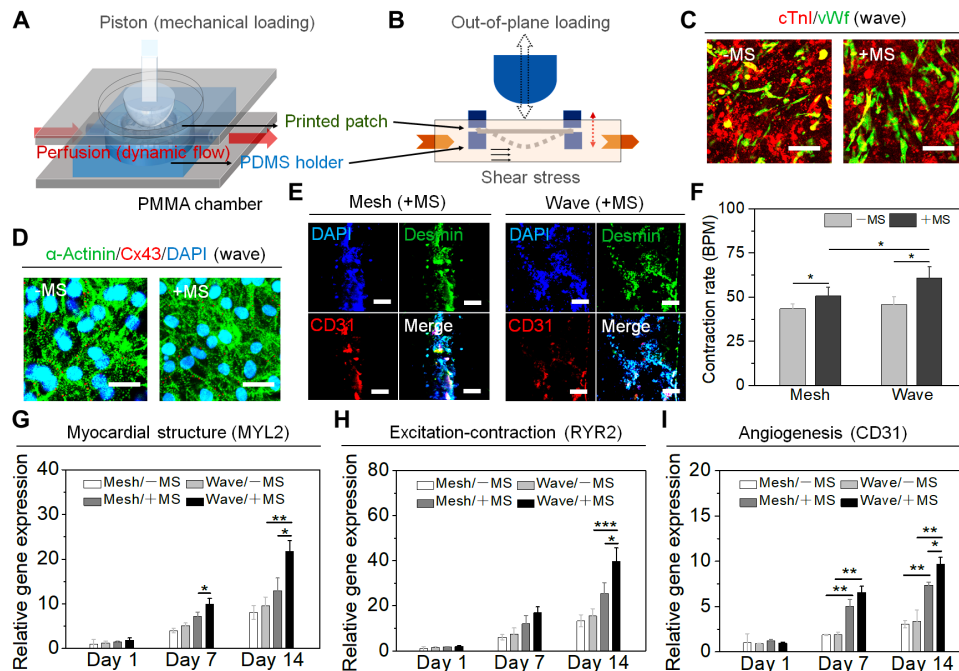 A
Piston (mechanical loading)
Perfusion (dynamic flow)
Printed patch
PDMS holder
PMMA chamber
B
Out-of-plane loading
Shear stress
C
cTnI/vWf (wave)
-MS
+MS
D
α-Actinin/Cx43/DAPI (wave)
-MS
+MS
E
Mesh (+MS)
Wave (+MS)
DAPI
Desmin
DAPI
Desmin
CD31
Merge
CD31
Merge
F
Contraction rate (BPM)
100
75
50
25
0
−MS
+MS
*
*
*
Mesh
Wave
G
Myocardial structure (MYL2)
Relative gene expression
40
30
20
10
0
Mesh/−MS
Wave/−MS
Mesh/+MS
Wave/+MS
*
**
*
Day 1
Day 7
Day 14
H
Excitation-contraction (RYR2)
Relative gene expression
80
60
40
20
0
Mesh/−MS
Wave/−MS
Mesh/+MS
Wave/+MS
***
*
Day 1
Day 7
Day 14
I
Angiogenesis (CD31)
Relative gene expression
20
15
10
5
0
Mesh/−MS
Wave/−MS
Mesh/+MS
Wave/+MS
**
**
**
*
**
Day 1
Day 7
Day 14